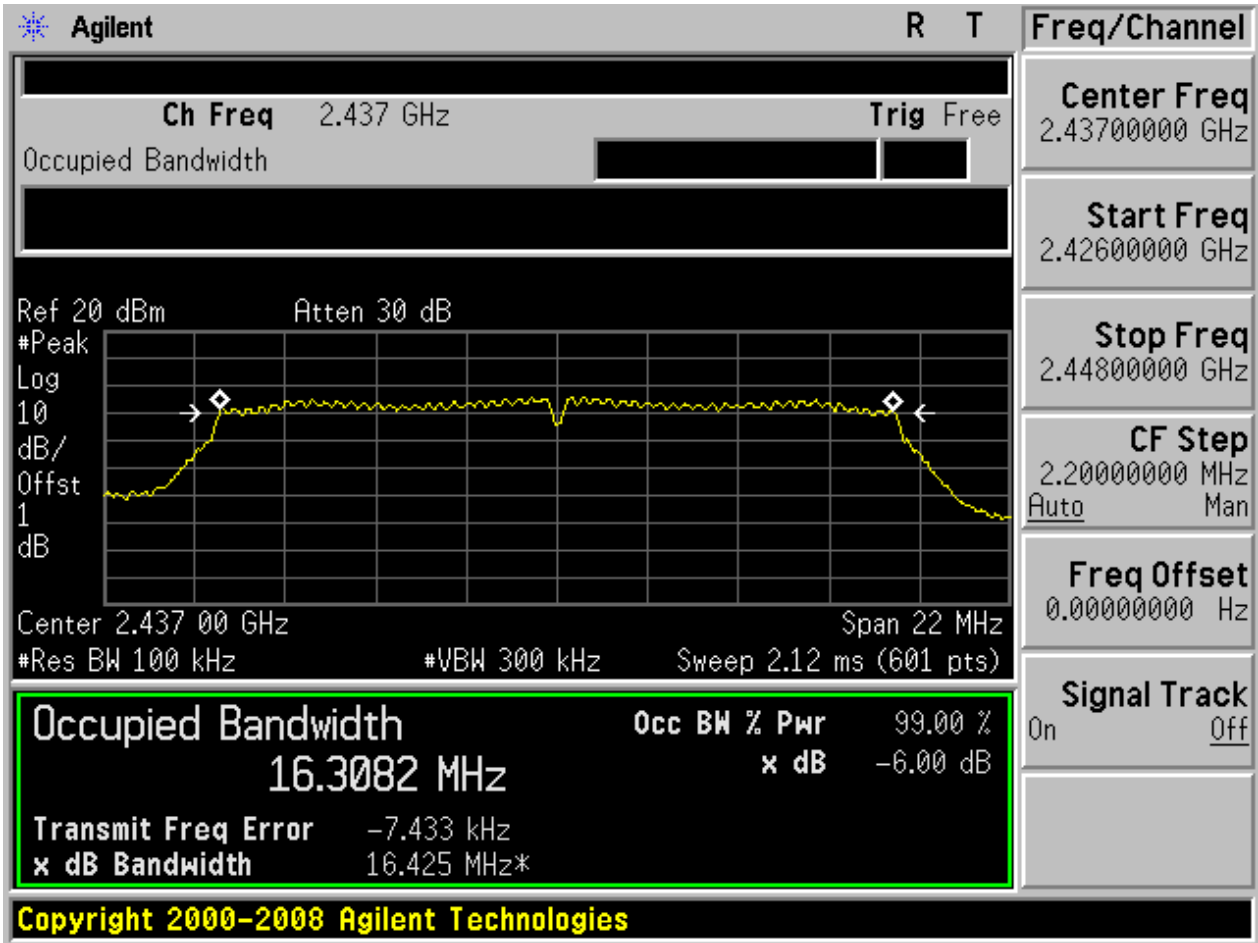 Agilent R T
Ch Freq 2.437 GHz Trig Free
Occupied Bandwidth
Ref 20 dBm Atten 30 dB
#Peak
Log
10
dB/
Offst
1
dB
Center 2.437 00 GHz Span 22 MHz
#Res BW 100 kHz #VBW 300 kHz Sweep 2.12 ms (601 pts)
Occupied Bandwidth Occ BW % Pwr 99.00 %
16.3082 MHz x dB -6.00 dB
Transmit Freq Error -7.433 kHz
x dB Bandwidth 16.425 MHz*
Copyright 2000-2008 Agilent Technologies
Freq/Channel
Center Freq
2.43700000 GHz
Start Freq
2.42600000 GHz
Stop Freq
2.44800000 GHz
CF Step
2.20000000 MHz
Auto Man
Freq Offset
0.00000000 Hz
Signal Track
On Off